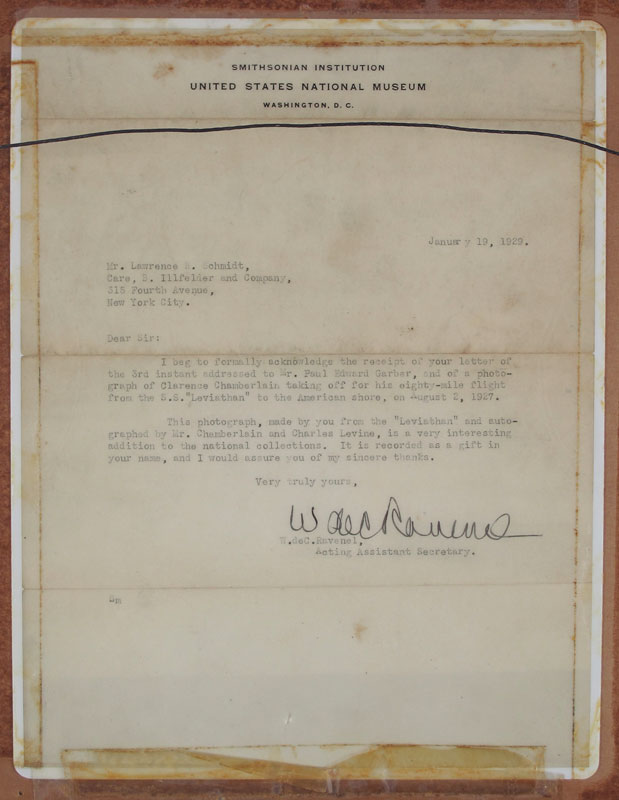 SMITHSONIAN INSTITUTION
UNITED STATES NATIONAL MUSEUM
WASHINGTON, D. C.
January 19, 1929.
Mr. Lawrence Schmidt,
Care, Illfelder and Company,
315 Fourth Avenue,
New York City.
Dear Sir:
I beg to formally acknowledge the receipt of your letter of
the 3rd instant addressed to Mr. Paul Edward Garber, and of a photo-
graph of Clarence Chamberlain taking off for his eighty-mile flight
from the S.S."Leviathan" to the American shore, on August 2, 1927.
This photograph, made by you from the "Leviathan" and auto-
graphed by Mr. Chamberlain and Charles Levine, is a very interesting
addition to the national collections. It is recorded as a gift in
your name, and I would assure you of my sincere thanks.
Very truly yours,
W deC Ravenel
W.deC.Ravenel,
Acting Assistant Secretary.